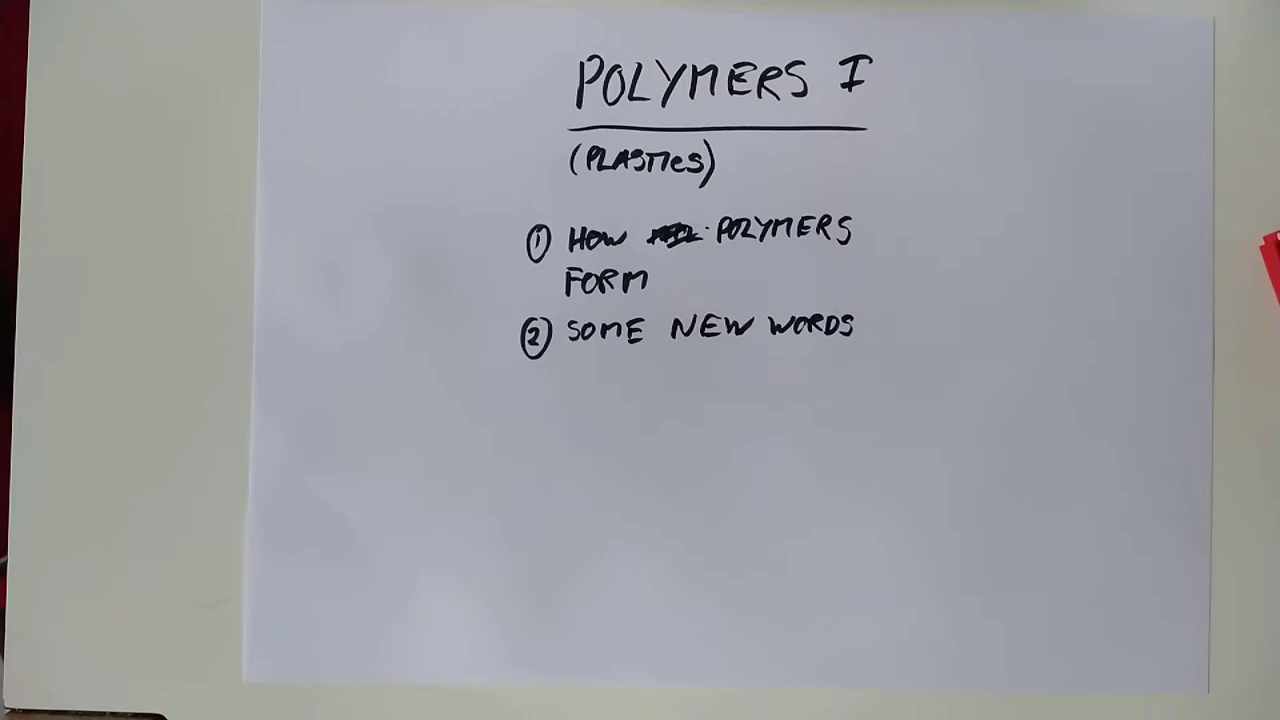 POLYMERS I
(PLASTICS)
① HOW POLYMERS
FORM
② SOME NEW WORDS